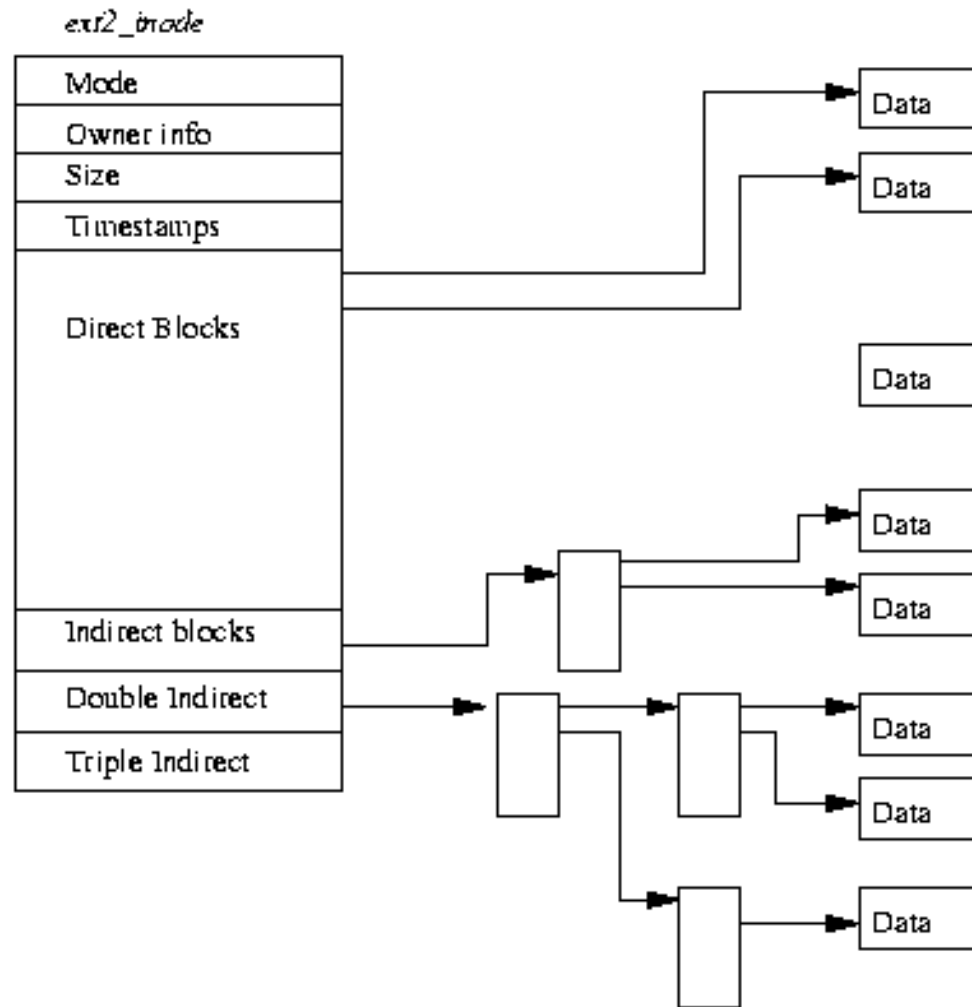 ext2_inode
Mode
Owner info
Size
Timestamps
Direct Blocks
Indirect blocks
Double Indirect
Triple Indirect
Data
Data
Data
Data
Data
Data
Data
Data